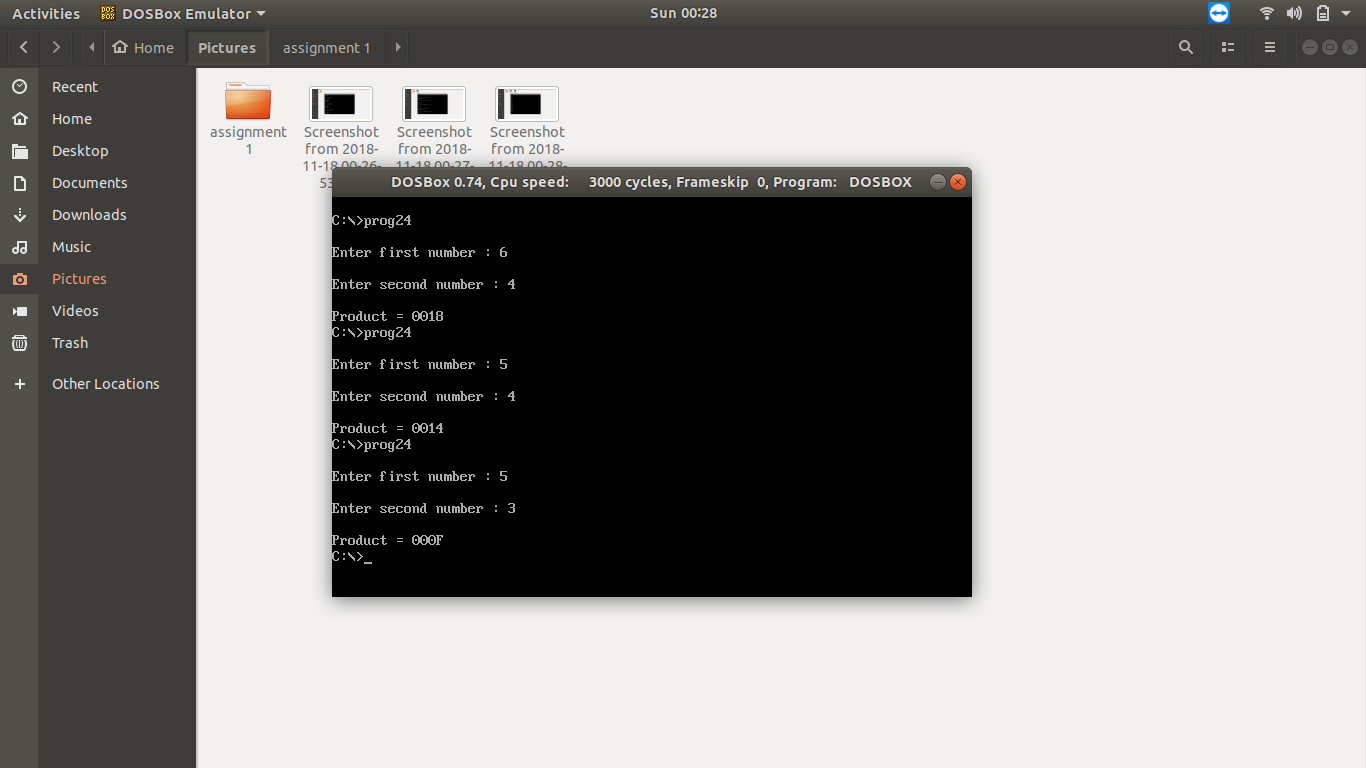 Activities DOS BOX DOSBox Emulator Sun 00:28
Home Pictures assignment 1
Recent
Home
Desktop
Documents
Downloads
Music
Pictures
Videos
Trash
Other Locations
assignment
1
Screenshot
from 2018-
11-18 00-26-
53
Screenshot
from 2018-
11-18 00-27-
Screenshot
from 2018-
11-18 00-28-
DOSBox 0.74, Cpu speed: 3000 cycles, Frameskip 0, Program: DOSBOX
C:\>prog24
Enter first number : 6
Enter second number : 4
Product = 0018
C:\>prog24
Enter first number : 5
Enter second number : 4
Product = 0014
C:\>prog24
Enter first number : 5
Enter second number : 3
Product = 000F
C:\>_